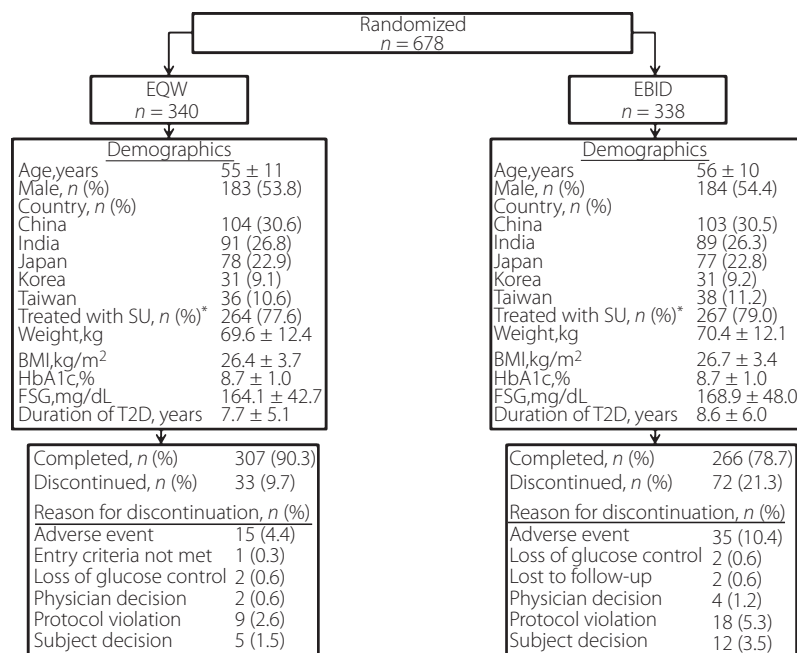 Randomized
n = 678
EQW
n = 340
Demographics
Age,years 55 ± 11
Male, n (%) 183 (53.8)
Country, n (%)
China 104 (30.6)
India 91 (26.8)
Japan 78 (22.9)
Korea 31 (9.1)
Taiwan 36 (10.6)
Treated with SU, n (%)* 264 (77.6)
Weight,kg 69.6 ± 12.4
BMI,kg/m² 26.4 ± 3.7
HbA1c,% 8.7 ± 1.0
FSG,mg/dL 164.1 ± 42.7
Duration of T2D, years 7.7 ± 5.1
Completed, n (%) 307 (90.3)
Discontinued, n (%) 33 (9.7)
Reason for discontinuation, n (%)
Adverse event 15 (4.4)
Entry criteria not met 1 (0.3)
Loss of glucose control 2 (0.6)
Physician decision 2 (0.6)
Protocol violation 9 (2.6)
Subject decision 5 (1.5)
EBID
n = 338
Demographics
Age,years 56 ± 10
Male, n (%) 184 (54.4)
Country, n (%)
China 103 (30.5)
India 89 (26.3)
Japan 77 (22.8)
Korea 31 (9.2)
Taiwan 38 (11.2)
Treated with SU, n (%)* 267 (79.0)
Weight,kg 70.4 ± 12.1
BMI,kg/m² 26.7 ± 3.4
HbA1c,% 8.7 ± 1.0
FSG,mg/dL 168.9 ± 48.0
Duration of T2D, years 8.6 ± 6.0
Completed, n (%) 266 (78.7)
Discontinued, n (%) 72 (21.3)
Reason for discontinuation, n (%)
Adverse event 35 (10.4)
Loss of glucose control 2 (0.6)
Lost to follow-up 2 (0.6)
Physician decision 4 (1.2)
Protocol violation 18 (5.3)
Subject decision 12 (3.5)